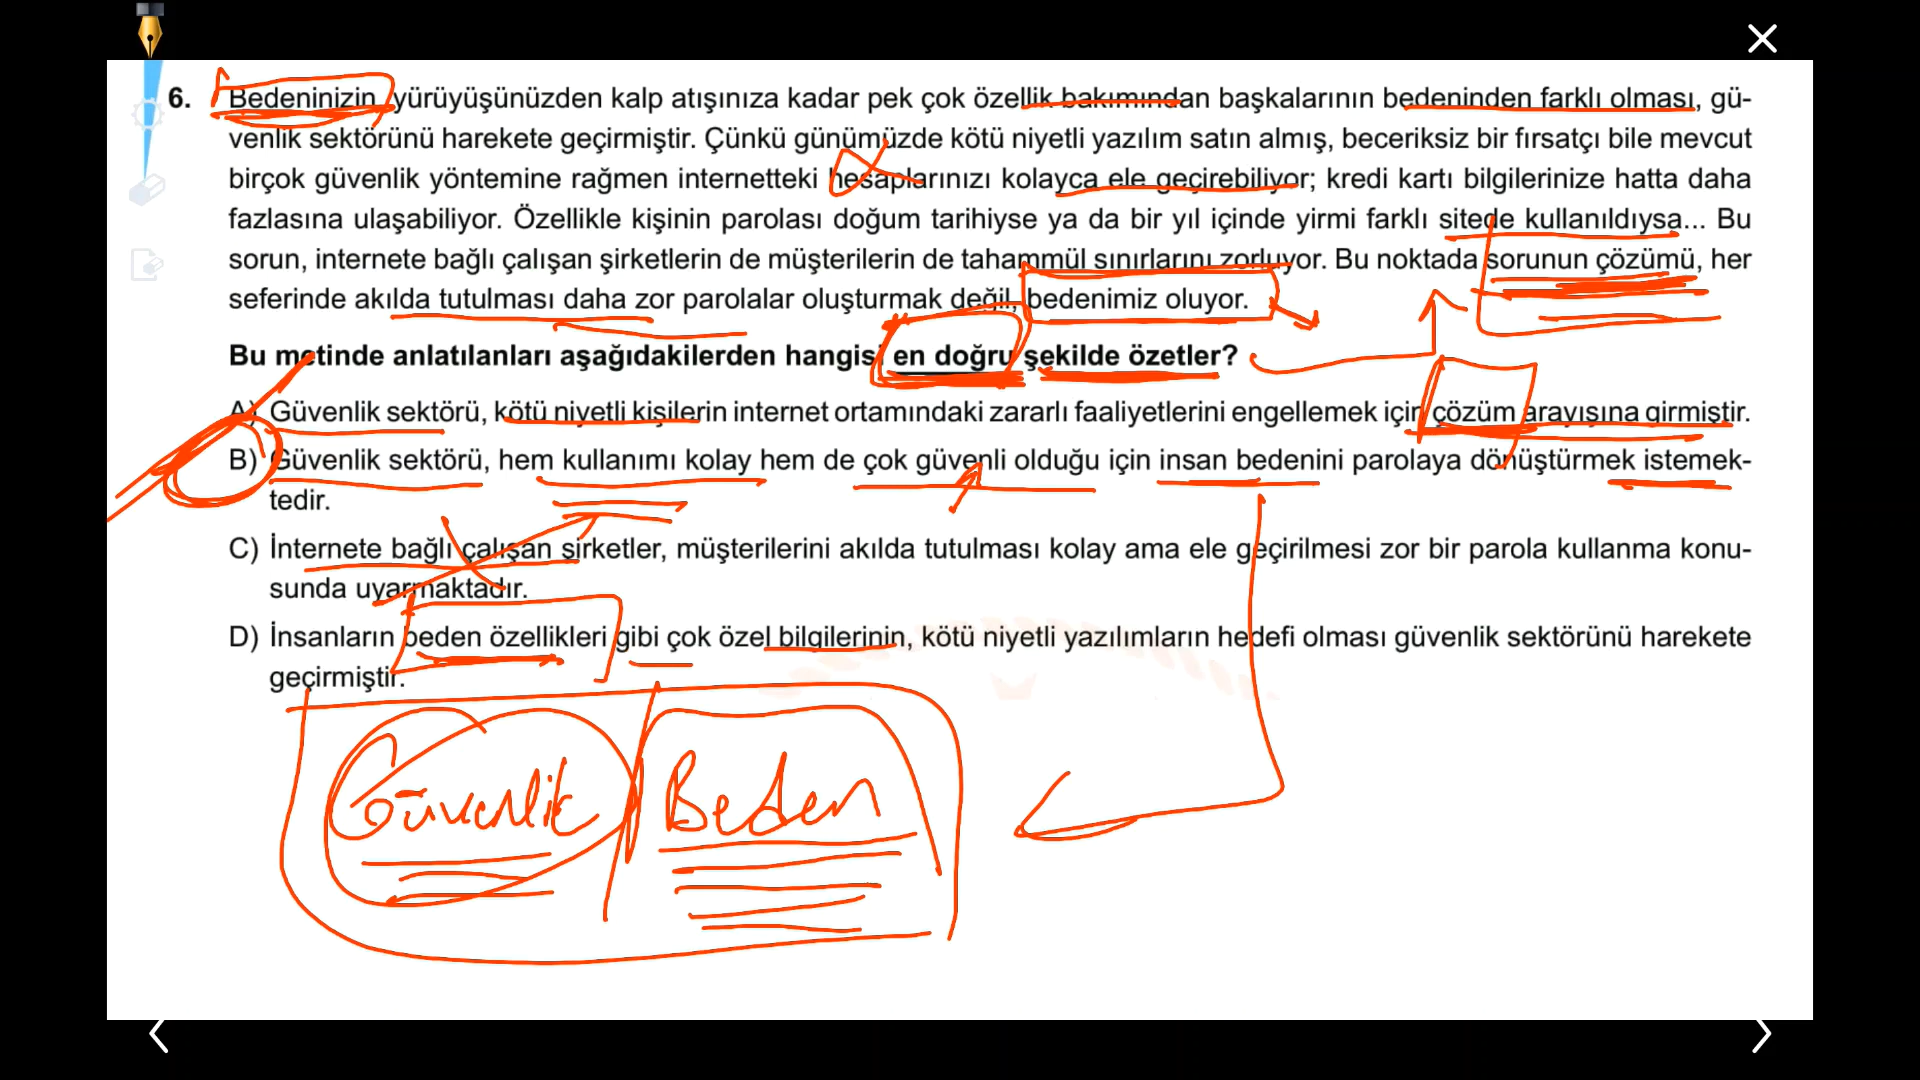 6. Bedeninizin yürüyüşünüzden kalp atışınıza kadar pek çok özellik bakımından başkalarının bedeninden farklı olması, gü-
venlik sektörünü harekete geçirmiştir. Çünkü günümüzde kötü niyetli yazılım satın almış, beceriksiz bir fırsatçı bile mevcut
birçok güvenlik yöntemine rağmen internetteki hesaplarınızı kolayca ele geçirebiliyor; kredi kartı bilgilerinize hatta daha
fazlasına ulaşabiliyor. Özellikle kişinin parolası doğum tarihiyse ya da bir yıl içinde yirmi farklı sitede kullanıldıysa... Bu
sorun, internete bağlı çalışan şirketlerin de müşterilerin de tahammül sınırlarını zorluyor. Bu noktada sorunun çözümü, her
seferinde akılda tutulması daha zor parolalar oluşturmak değil, bedenimiz oluyor.
Bu metinde anlatılanları aşağıdakilerden hangisi en doğru şekilde özetler?
A) Güvenlik sektörü, kötü niyetli kişilerin internet ortamındaki zararlı faaliyetlerini engellemek için çözüm arayışına girmiştir.
B) Güvenlik sektörü, hem kullanımı kolay hem de çok güvenli olduğu için insan bedenini parolaya dönüştürmek istemek-
tedir.
C) İnternete bağlı çalışan şirketler, müşterilerini akılda tutulması kolay ama ele geçirilmesi zor bir parola kullanma konu-
sunda uyarmaktadır.
D) İnsanların beden özellikleri gibi çok özel bilgilerinin, kötü niyetli yazılımların hedefi olması güvenlik sektörünü harekete
geçirmiştir.
Güvenlik Beden